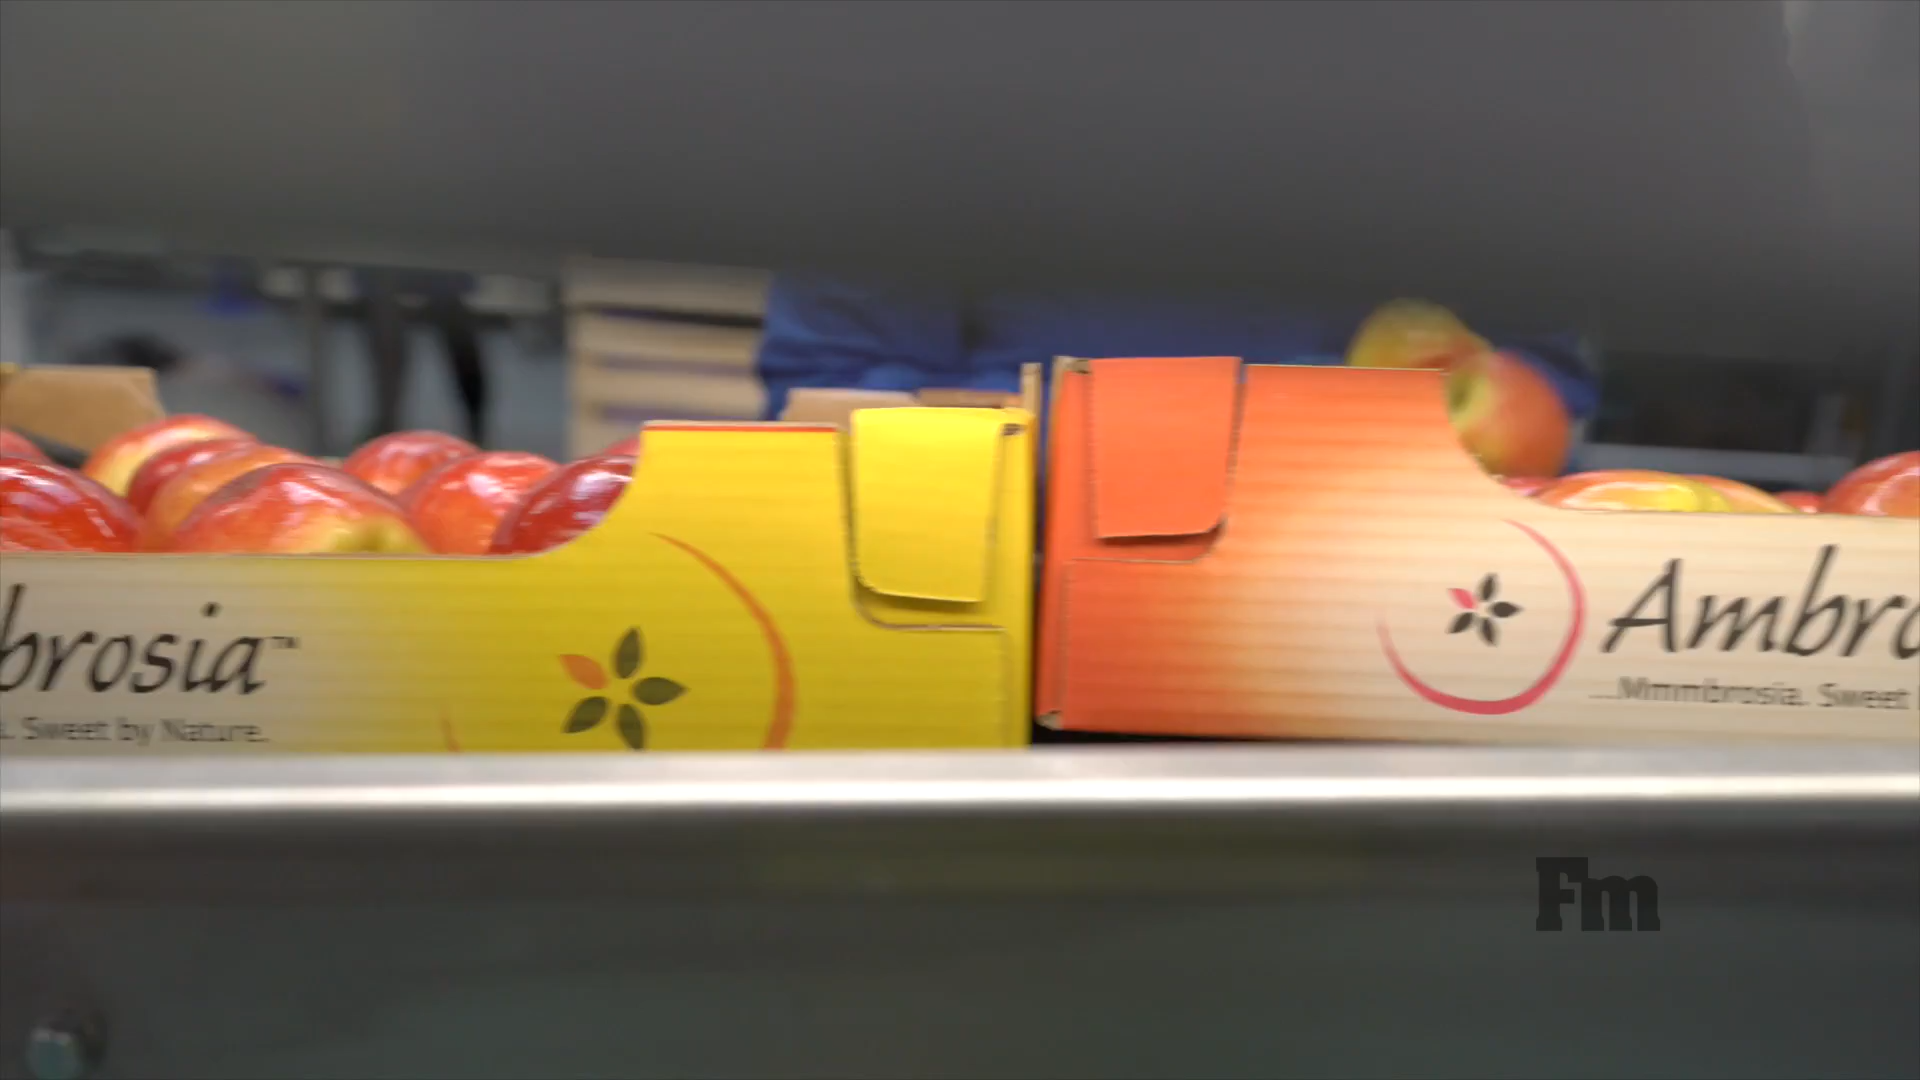 brosia™
. Sweet by Nature.
Ambro
...Mmmbrosia. Sweet
Fm